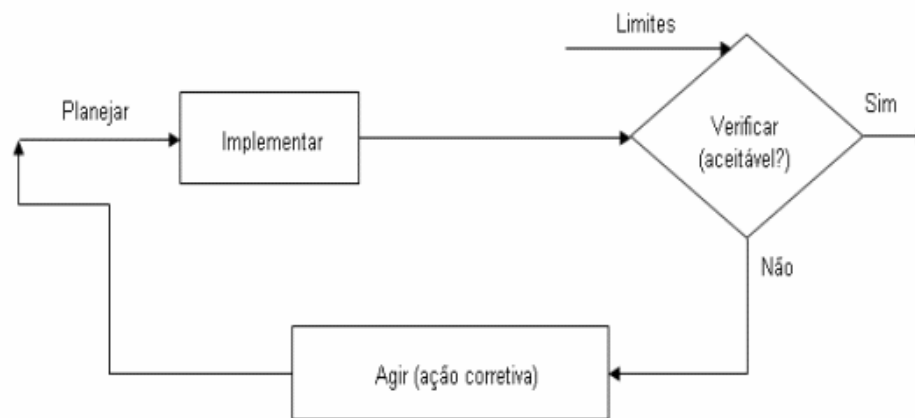 Limites
Planejar
Implementar
Verificar
(aceitável?)
Sim
Não
Agir (ação corretiva)